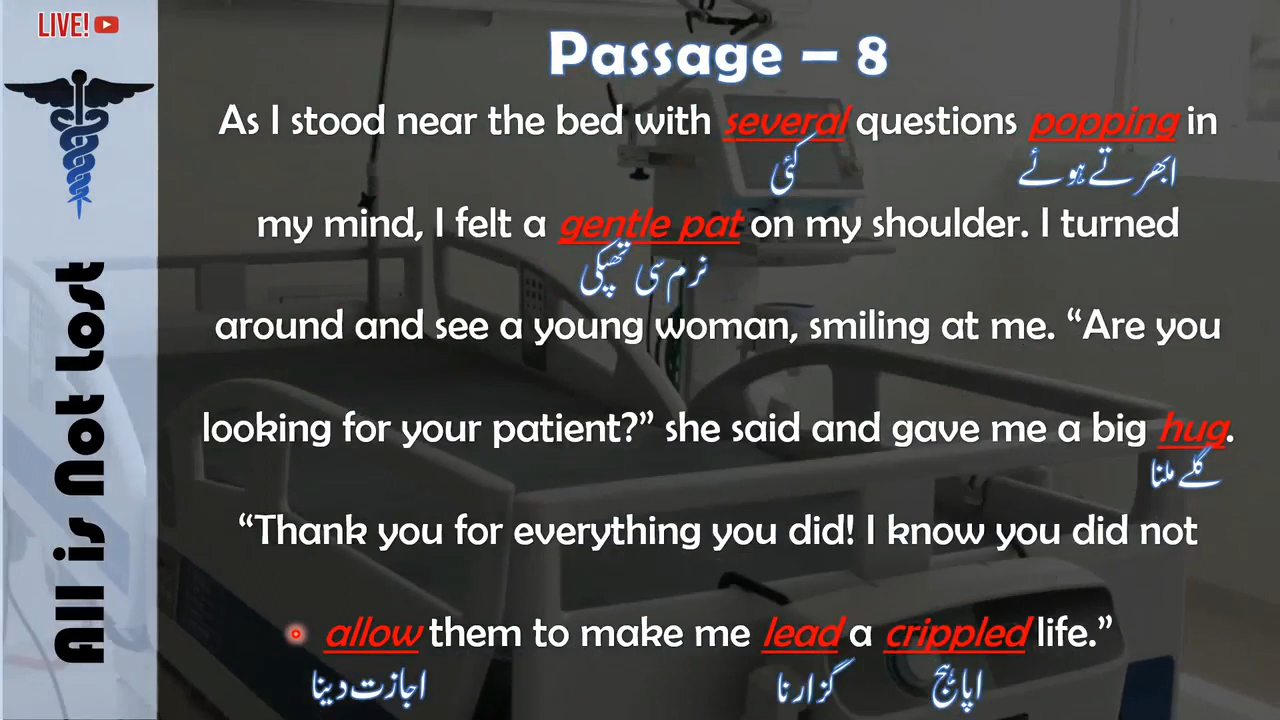 LIVE!
All is Not Lost
Passage – 8
As I stood near the bed with several questions popping in
کئی ابھرتے ہوئے
my mind, I felt a gentle pat on my shoulder. I turned
نرم سی تھپکی
around and see a young woman, smiling at me. “Are you
looking for your patient?” she said and gave me a big hug.
گلے ملنا
“Thank you for everything you did! I know you did not
allow them to make me lead a crippled life.”
اجازت دینا گزارنا اپاہج